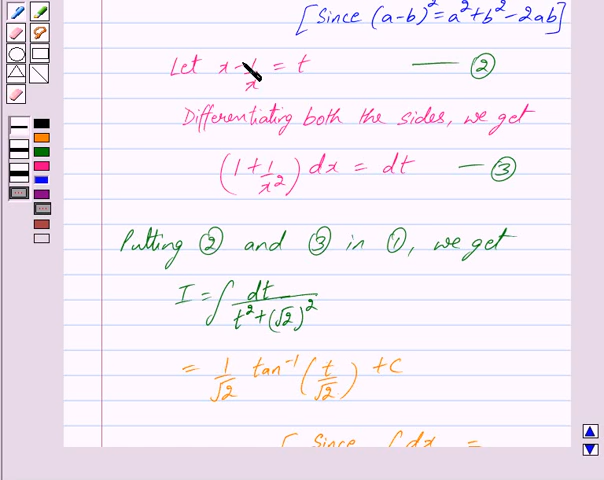 [Since (a-b)² = a² + b² - 2ab]
Let x - 1/x = t —— ②
Differentiating both the sides, we get
(1 + 1/x²) dx = dt — ③
Putting ② and ③ in ①, we get
I = ∫ dt / t² + (√2)²
= 1/√2 tan⁻¹ (t/√2) + C
[Since ∫ dx =